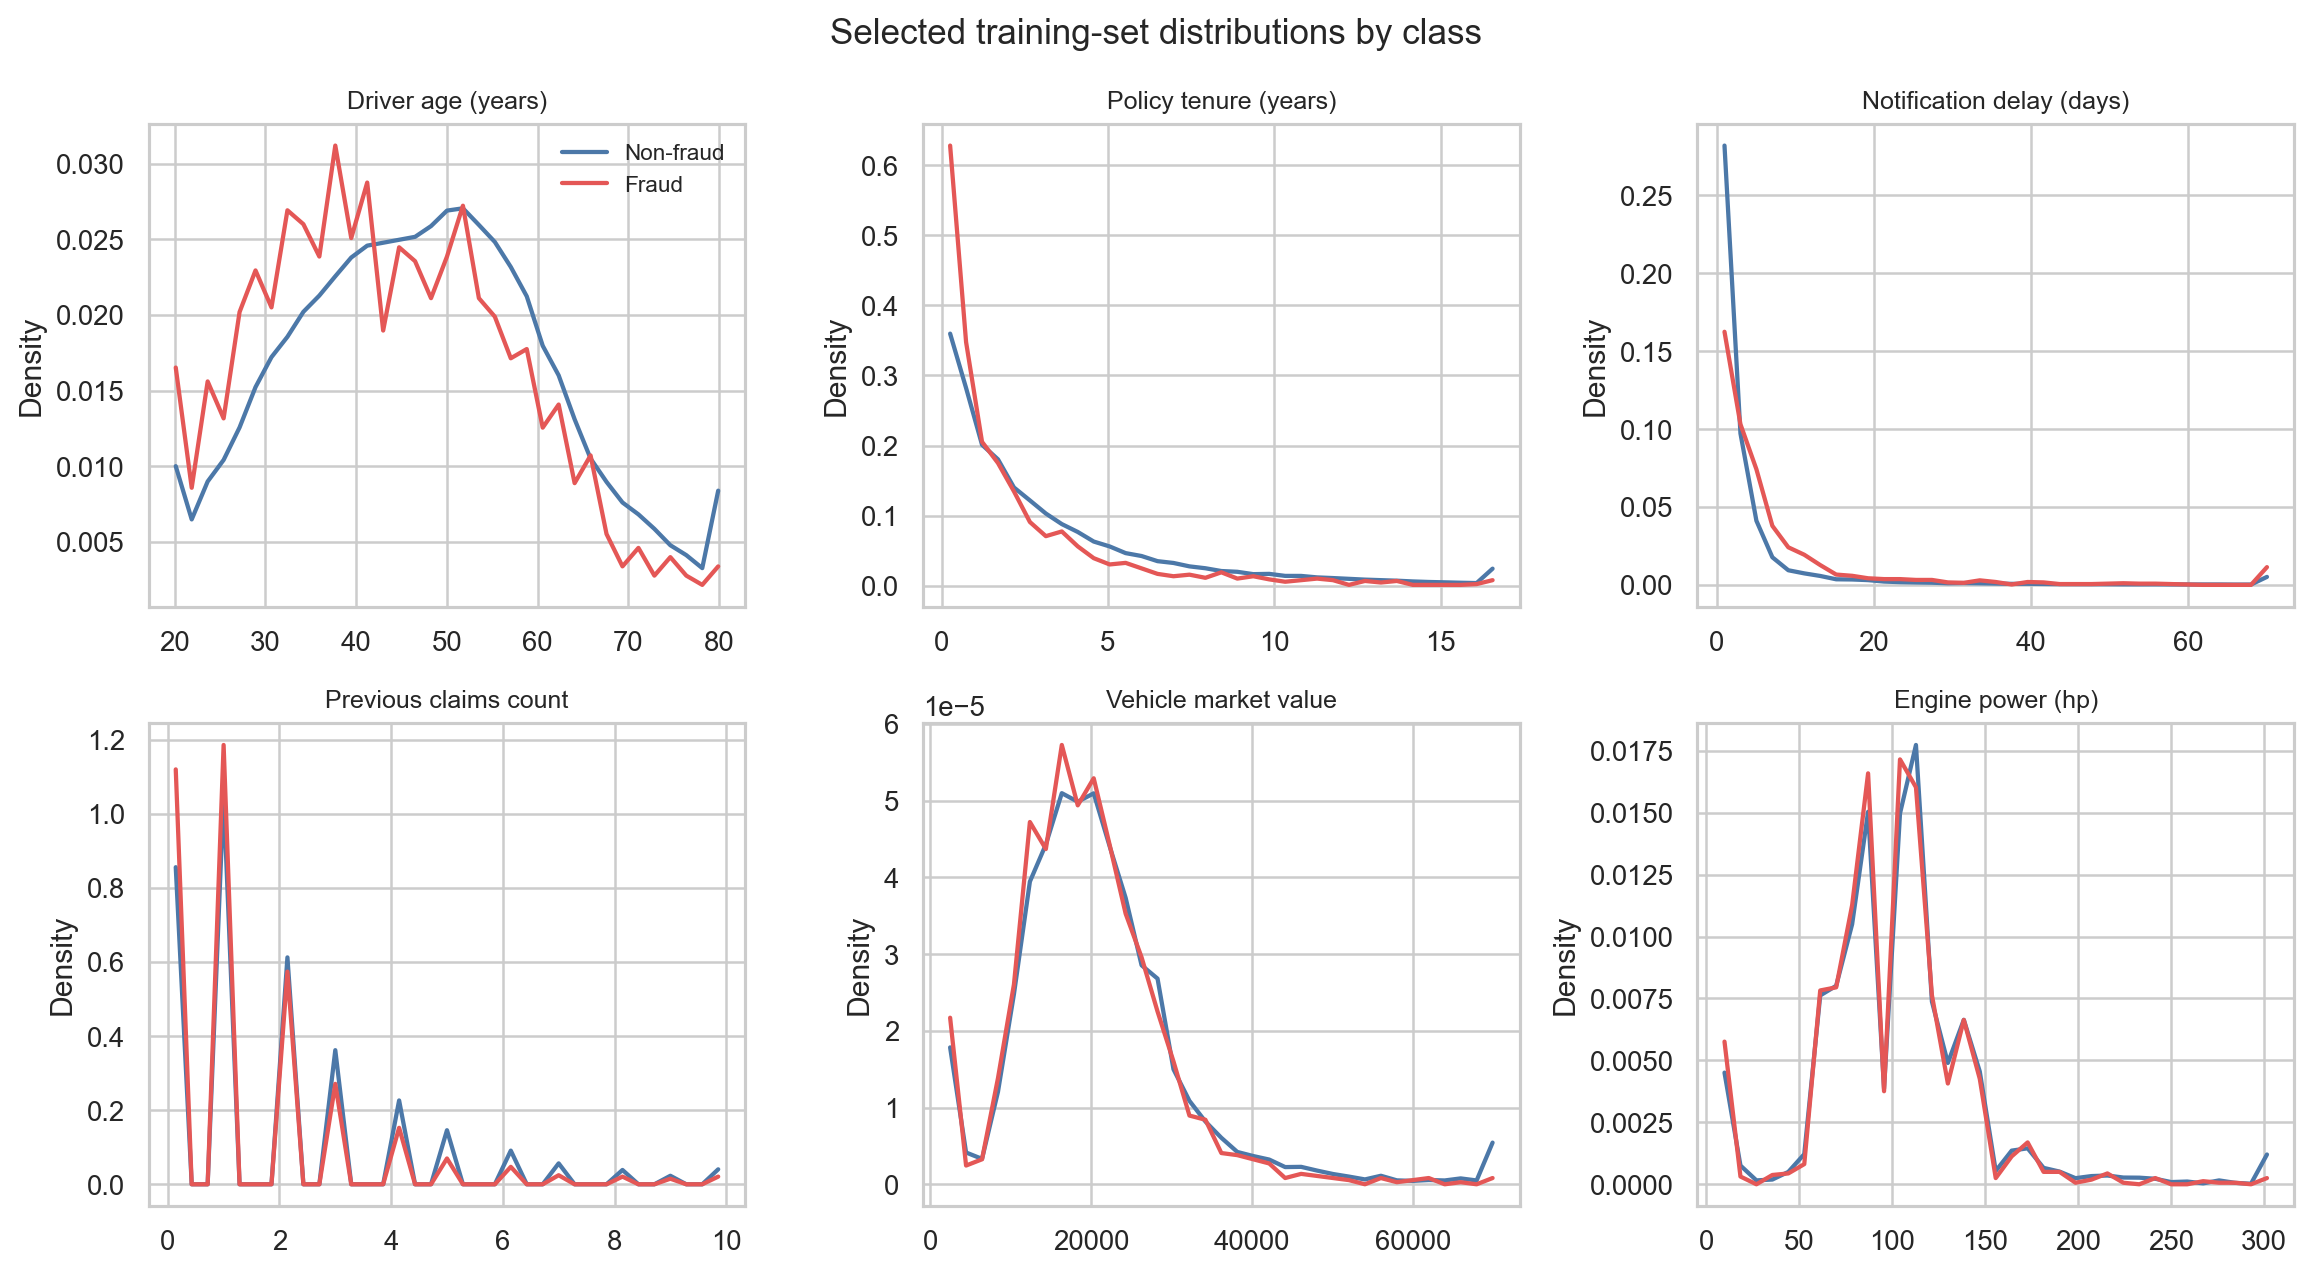 Selected training-set distributions by class
Driver age (years)
Density
0.030
0.025
0.020
0.015
0.010
0.005
Non-fraud
Fraud
20 30 40 50 60 70 80
Policy tenure (years)
Density
0.6
0.5
0.4
0.3
0.2
0.1
0.0
0 5 10 15
Notification delay (days)
Density
0.25
0.20
0.15
0.10
0.05
0.00
0 20 40 60
Previous claims count
Density
1.2
1.0
0.8
0.6
0.4
0.2
0.0
0 2 4 6 8 10
Vehicle market value
1e−5
Density
6
5
4
3
2
1
0
0 20000 40000 60000
Engine power (hp)
Density
0.0175
0.0150
0.0125
0.0100
0.0075
0.0050
0.0025
0.0000
0 50 100 150 200 250 300